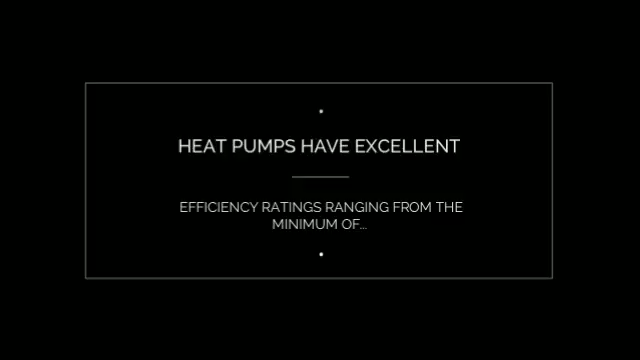 HEAT PUMPS HAVE EXCELLENT
EFFICIENCY RATINGS RANGING FROM THE
MINIMUM OF...